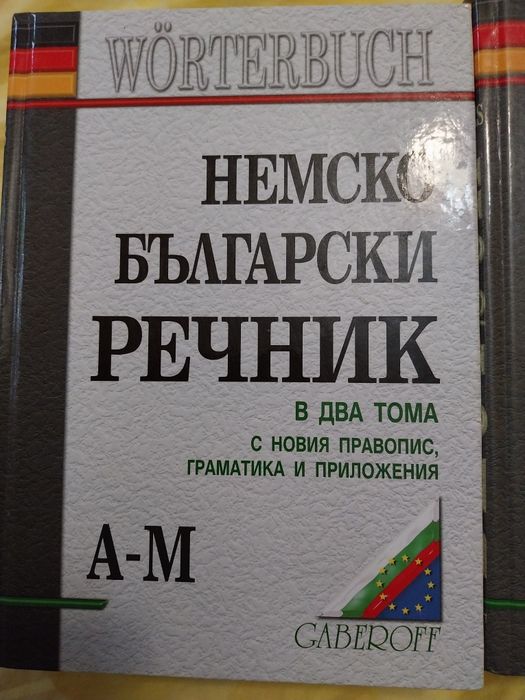 WÖRTERBUCH
НЕМСКО
БЪЛГАРСКИ
РЕЧНИК
В ДВА ТОМА
С НОВИЯ ПРАВОПИС,
ГРАМАТИКА И ПРИЛОЖЕНИЯ
А-М
GABEROFF